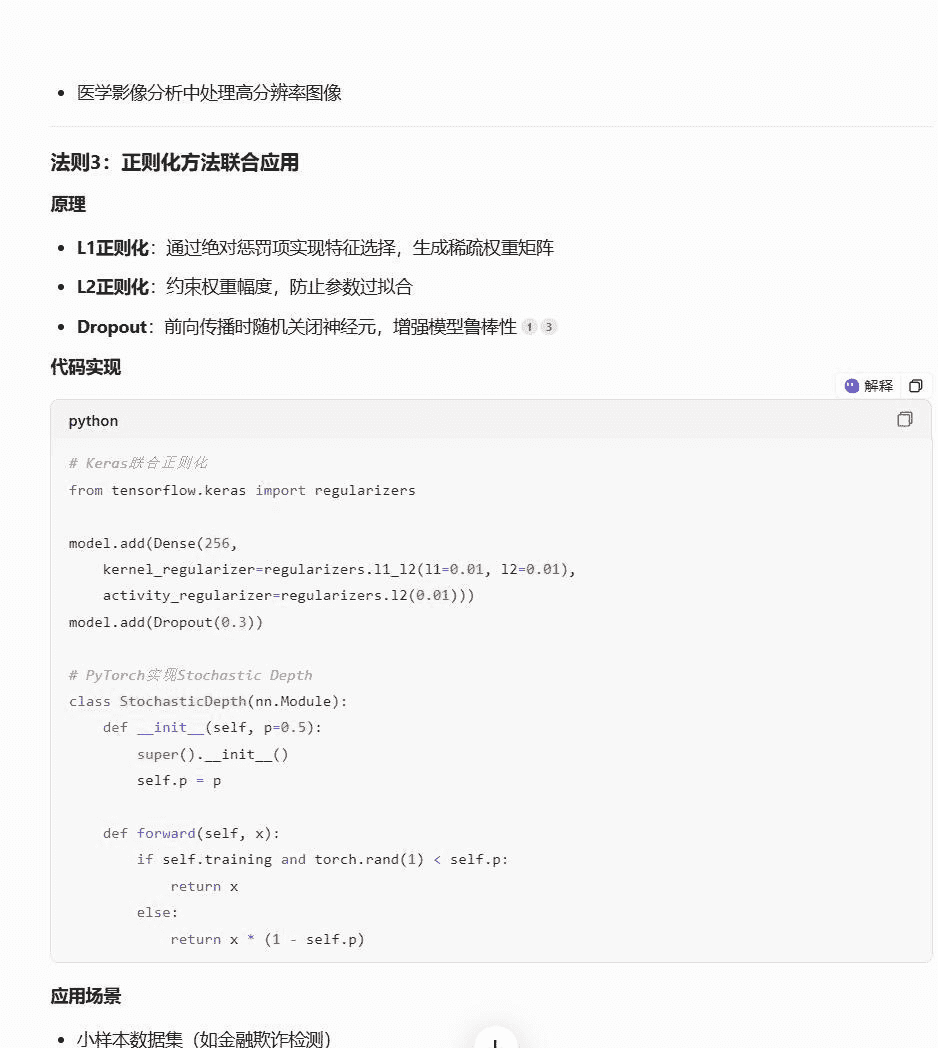 • 医学影像分析中处理高分辨率图像
法则3：正则化方法联合应用
原理
• L1正则化：通过绝对惩罚项实现特征选择，生成稀疏权重矩阵
• L2正则化：约束权重幅度，防止参数过拟合
• Dropout：前向传播时随机关闭神经元，增强模型鲁棒性 1 3
代码实现
解释
python
# Keras联合正则化
from tensorflow.keras import regularizers
model.add(Dense(256,
    kernel_regularizer=regularizers.l1_l2(l1=0.01, l2=0.01),
    activity_regularizer=regularizers.l2(0.01)))
model.add(Dropout(0.3))
# PyTorch实现Stochastic Depth
class StochasticDepth(nn.Module):
    def __init__(self, p=0.5):
        super().__init__()
        self.p = p
    def forward(self, x):
        if self.training and torch.rand(1) < self.p:
            return x
        else:
            return x * (1 - self.p)
应用场景
• 小样本数据集（如金融欺诈检测）